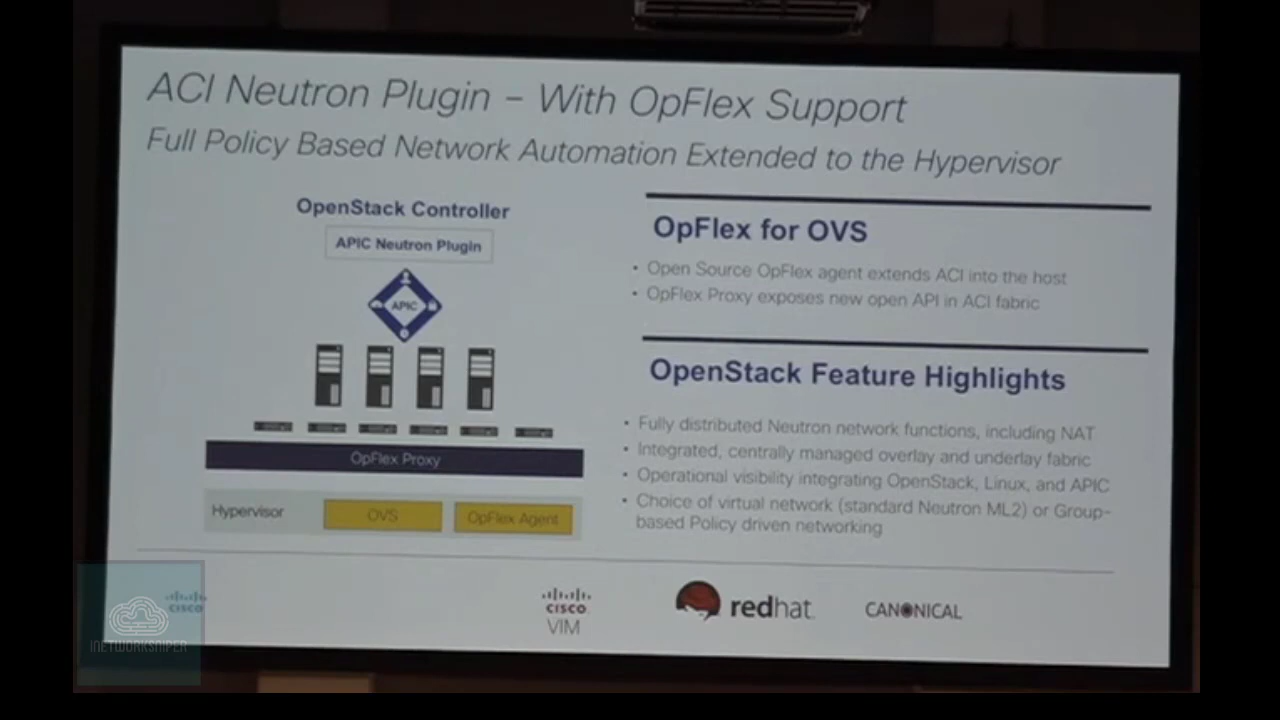 ACI Neutron Plugin – With OpFlex Support
Full Policy Based Network Automation Extended to the Hypervisor
OpenStack Controller
APIC Neutron Plugin
APIC
OpFlex Proxy
Hypervisor
OVS
OpFlex Agent
OpFlex for OVS
• Open Source OpFlex agent extends ACI into the host
• OpFlex Proxy exposes new open API in ACI fabric
OpenStack Feature Highlights
• Fully distributed Neutron network functions, including NAT
• Integrated, centrally managed overlay and underlay fabric
• Operational visibility integrating OpenStack, Linux, and APIC
• Choice of virtual network (standard Neutron ML2) or Group-
based Policy driven networking
CISCO
INETWORKSNIPER
CISCO
VIM
redhat.
CANONICAL